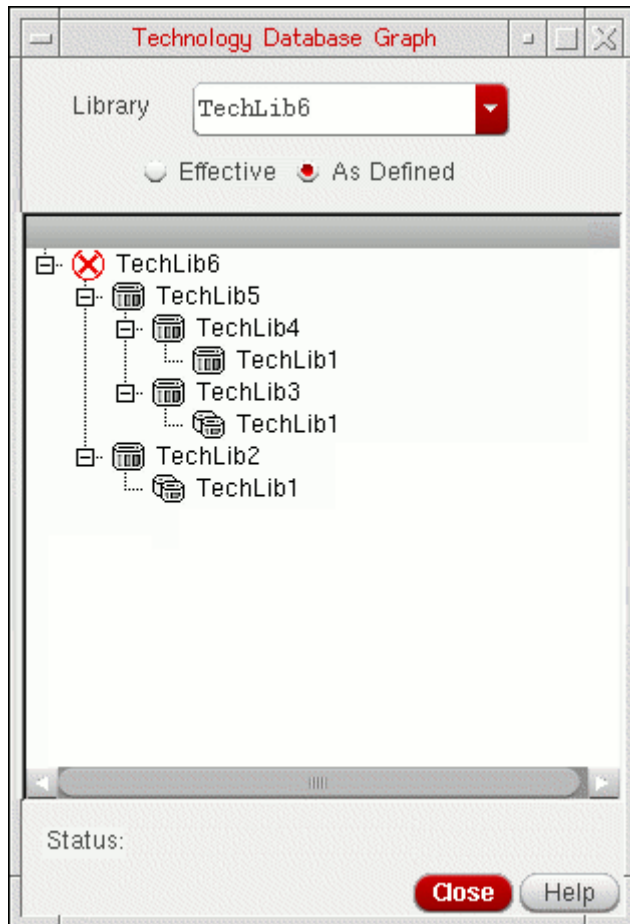 Technology Database Graph
Library TechLib6
Effective As Defined
TechLib6
TechLib5
TechLib4
TechLib1
TechLib3
TechLib1
TechLib2
TechLib1
Status:
Close Help